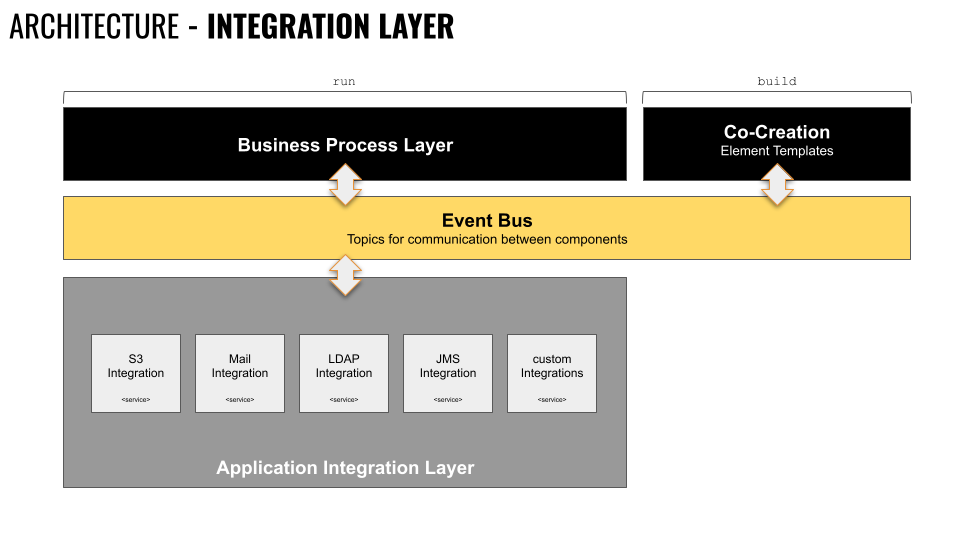 ARCHITECTURE - INTEGRATION LAYER
run
build
Business Process Layer
Co-Creation
Element Templates
Event Bus
Topics for communication between components
S3
Integration
<service>
Mail
Integration
<service>
LDAP
Integration
<service>
JMS
Integration
<service>
custom
Integrations
<service>
Application Integration Layer